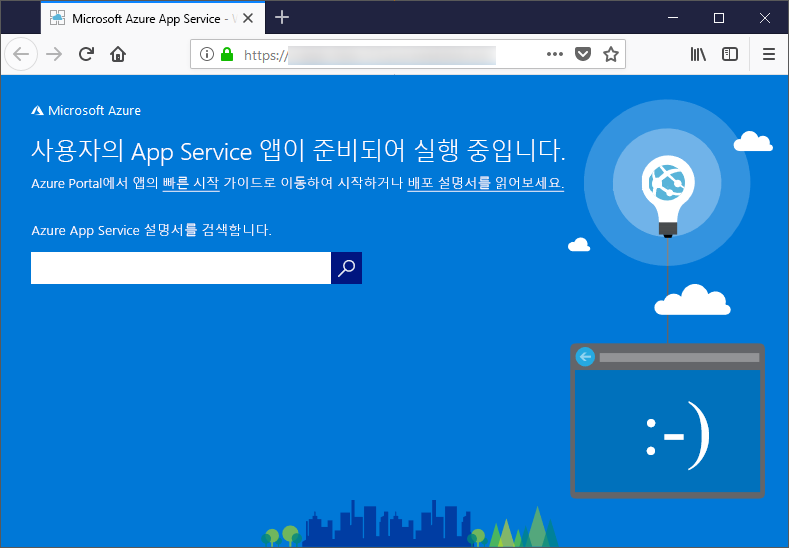 Microsoft Azure App Service -
https://
Microsoft Azure
사용자의 App Service 앱이 준비되어 실행 중입니다.
Azure Portal에서 앱의 빠른 시작 가이드로 이동하여 시작하거나 배포 설명서를 읽어보세요.
Azure App Service 설명서를 검색합니다.
:-)